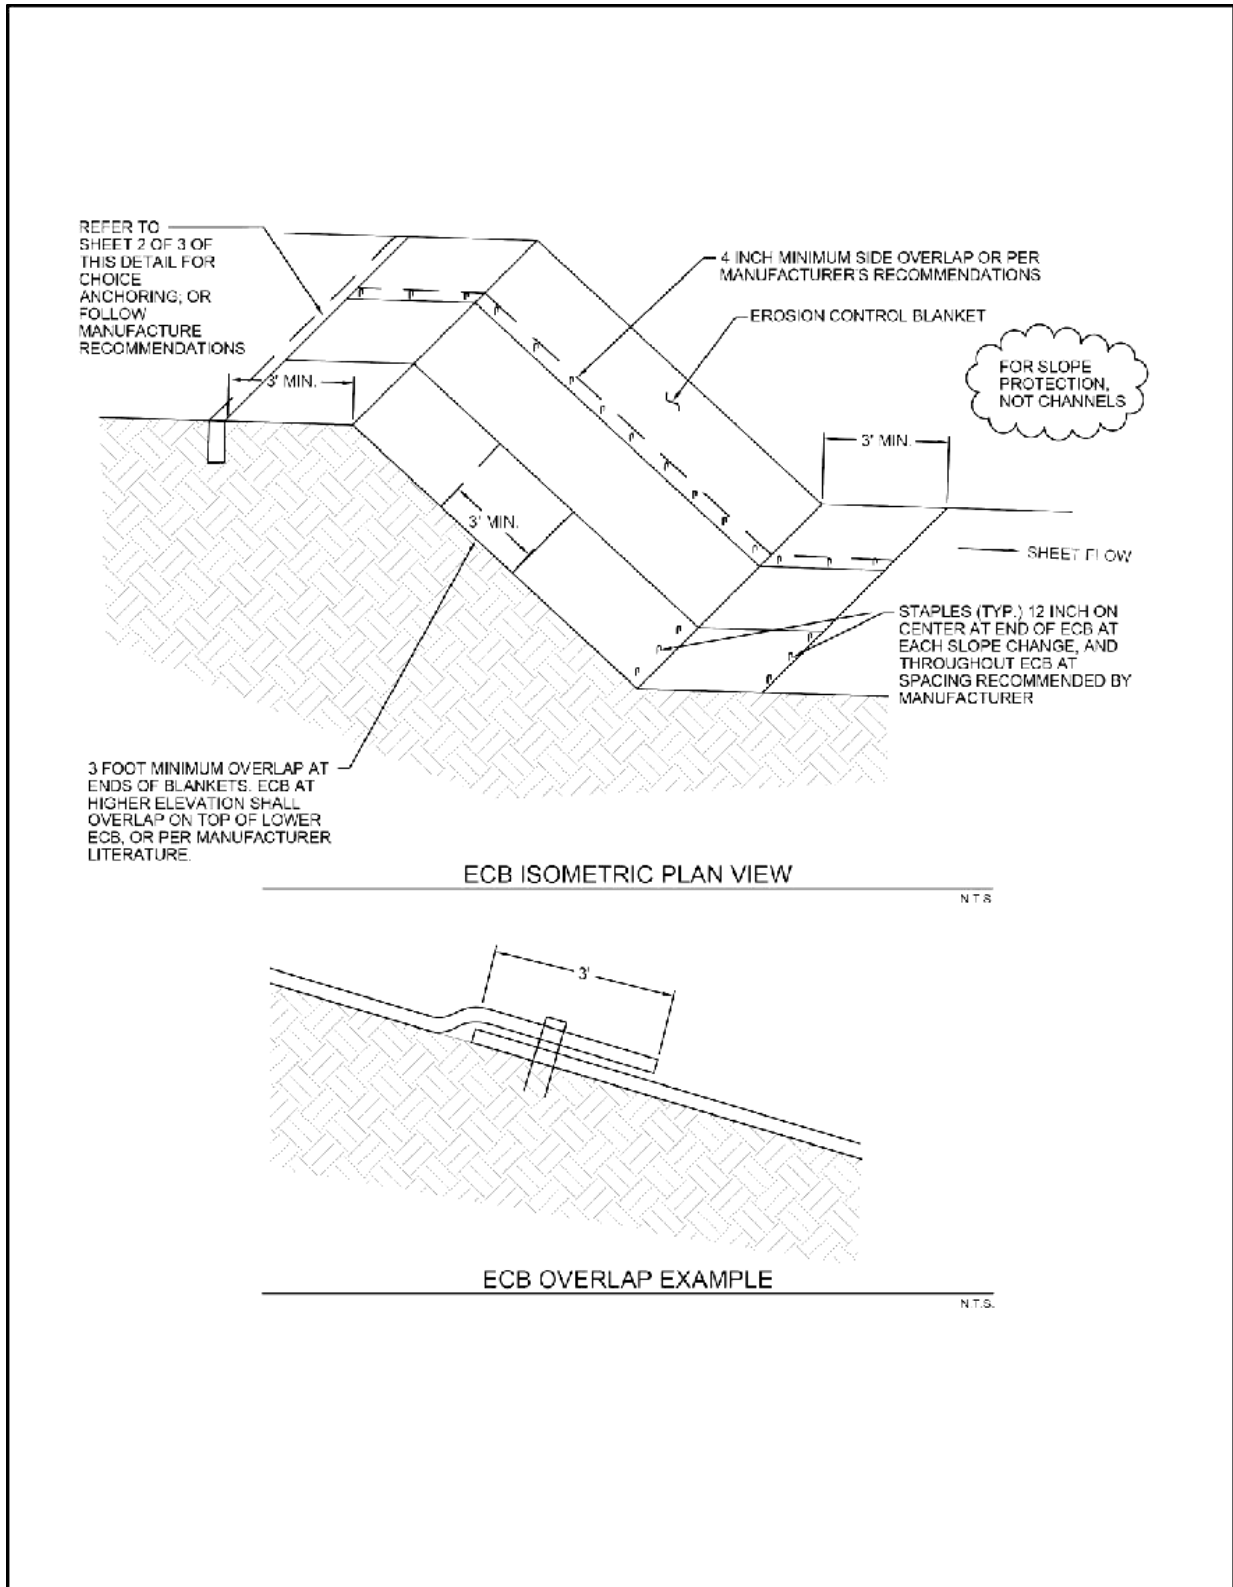 REFER TO
SHEET 2 OF 3 OF
THIS DETAIL FOR
CHOICE
ANCHORING; OR
FOLLOW
MANUFACTURE
RECOMMENDATIONS
4 INCH MINIMUM SIDE OVERLAP OR PER
MANUFACTURER'S RECOMMENDATIONS
EROSION CONTROL BLANKET
FOR SLOPE
PROTECTION,
NOT CHANNELS
3' MIN.
3' MIN.
3' MIN.
SHEET FLOW
STAPLES (TYP.) 12 INCH ON
CENTER AT END OF ECB AT
EACH SLOPE CHANGE, AND
THROUGHOUT ECB AT
SPACING RECOMMENDED BY
MANUFACTURER
3 FOOT MINIMUM OVERLAP AT
ENDS OF BLANKETS. ECB AT
HIGHER ELEVATION SHALL
OVERLAP ON TOP OF LOWER
ECB, OR PER MANUFACTURER
LITERATURE.
ECB ISOMETRIC PLAN VIEW
N.T.S
3'
ECB OVERLAP EXAMPLE
N.T.S.